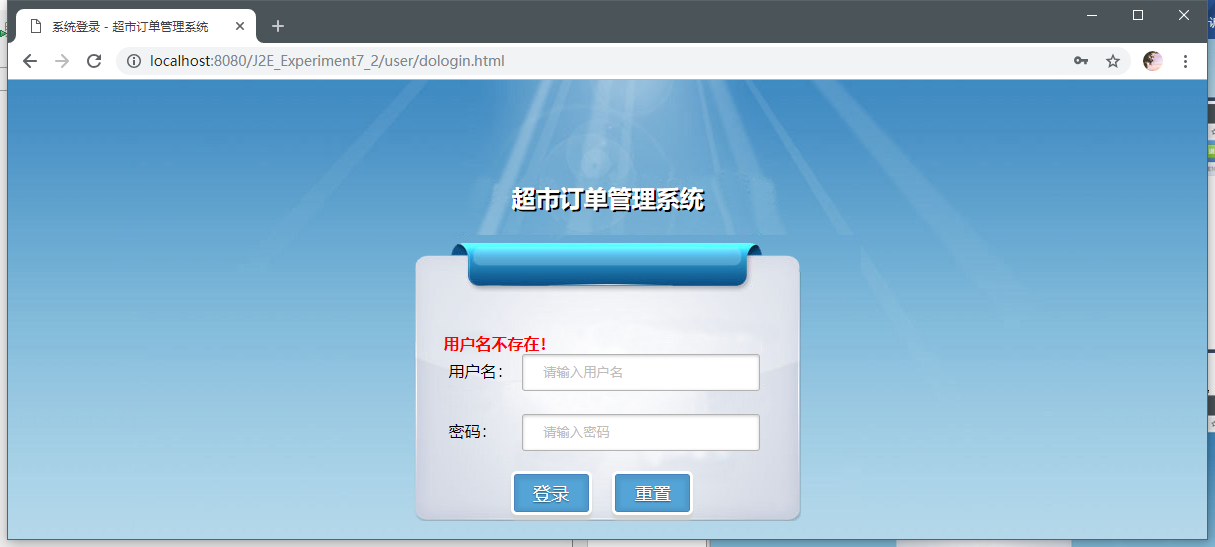 系统登录 - 超市订单管理系统
localhost:8080/J2E_Experiment7_2/user/dologin.html
超市订单管理系统
用户名不存在!
用户名： 请输入用户名
密码： 请输入密码
登录 重置